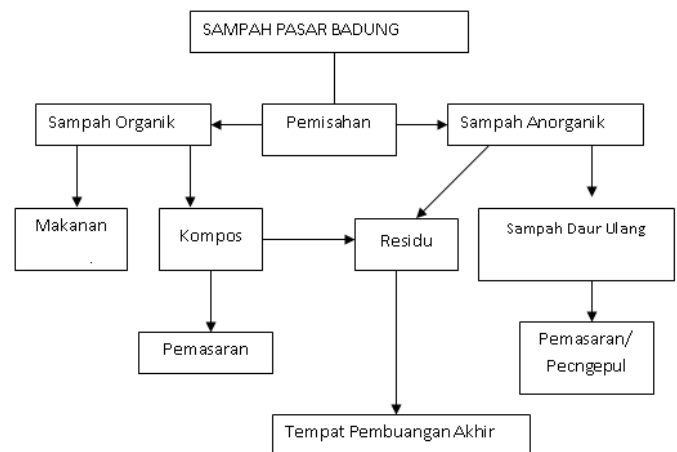 SAMPAH PASAR BADUNG
Sampah Organik
Pemisahan
Sampah Anorganik
Makanan
.
Kompos
Residu
Sampah Daur Ulang
Pemasaran
Pemasaran/
Pecngepul
Tempat Pembuangan Akhir